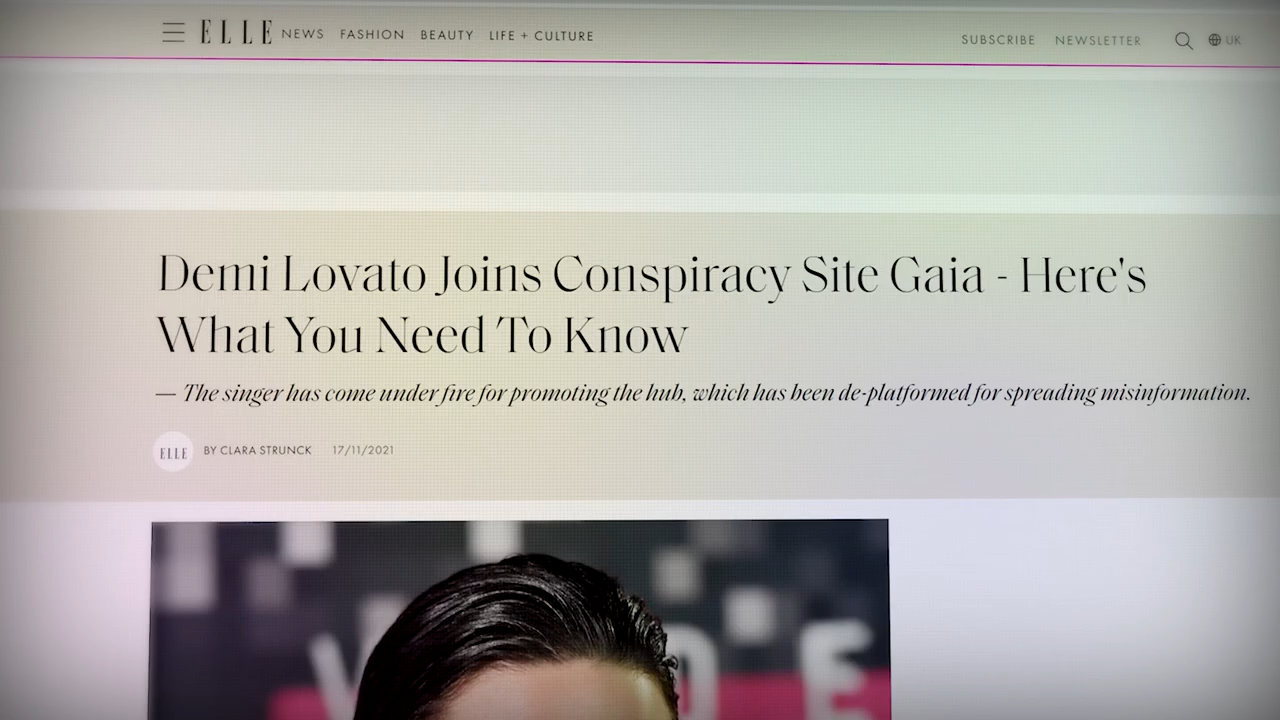 ELLE NEWS FASHION BEAUTY LIFE + CULTURE SUBSCRIBE NEWSLETTER UK
Demi Lovato Joins Conspiracy Site Gaia - Here's
What You Need To Know
— The singer has come under fire for promoting the hub, which has been de-platformed for spreading misinformation.
ELLE BY CLARA STRUNCK 17/11/2021